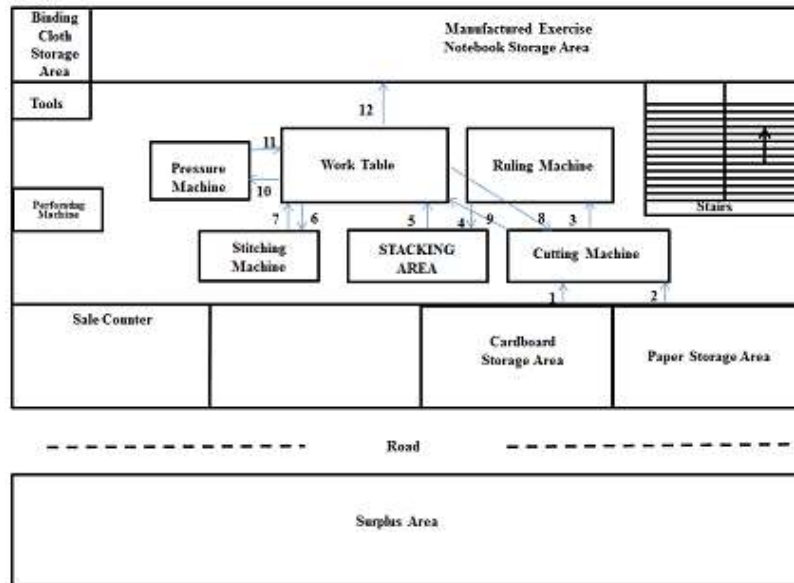 Binding
Cloth
Storage
Area
Manufactured Exercise
Notebook Storage Area
Tools
12
11
Pressure
Machine
10
Work Table
Ruling Machine
Stairs
Perforating
Machine
7
6
5
4
9
8
3
Stitching
Machine
STACKING
AREA
Cutting Machine
1
2
Sale Counter
Cardboard
Storage Area
Paper Storage Area
Road
Surplus Area